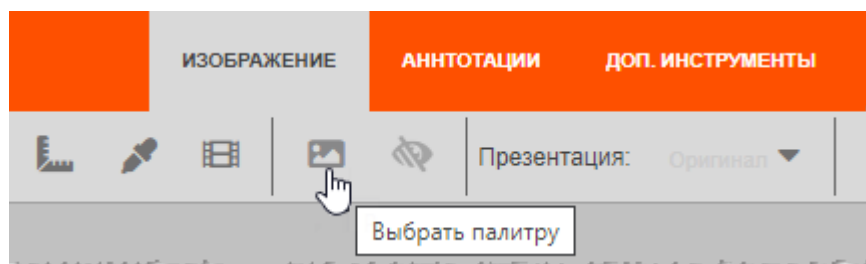 ИЗОБРАЖЕНИЕ АННТОТАЦИИ ДОП. ИНСТРУМЕНТЫ
Презентация: Оригинал
Выбрать палитру